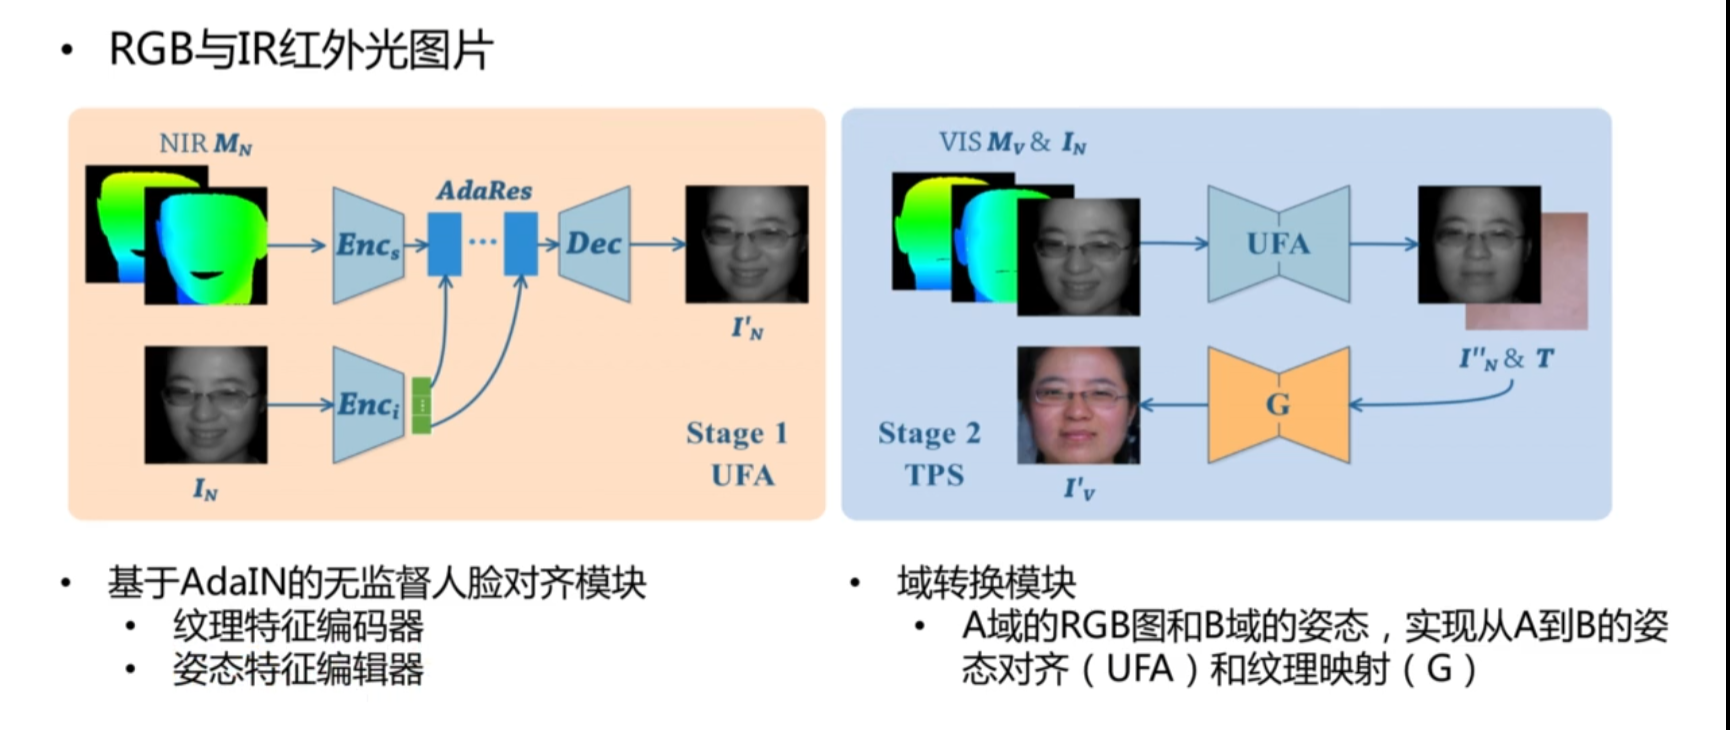 • RGB与IR红外光图片
NIR M_N
AdaRes
Enc_s
...
Dec
I'_N
Enc_i
I_N
Stage 1
UFA
VIS M_V & I_N
UFA
I''_N & T
G
I'_V
Stage 2
TPS
• 基于AdaIN的无监督人脸对齐模块
• 纹理特征编码器
• 姿态特征编辑器
• 域转换模块
• A域的RGB图和B域的姿态，实现从A到B的姿
态对齐（UFA）和纹理映射（G）